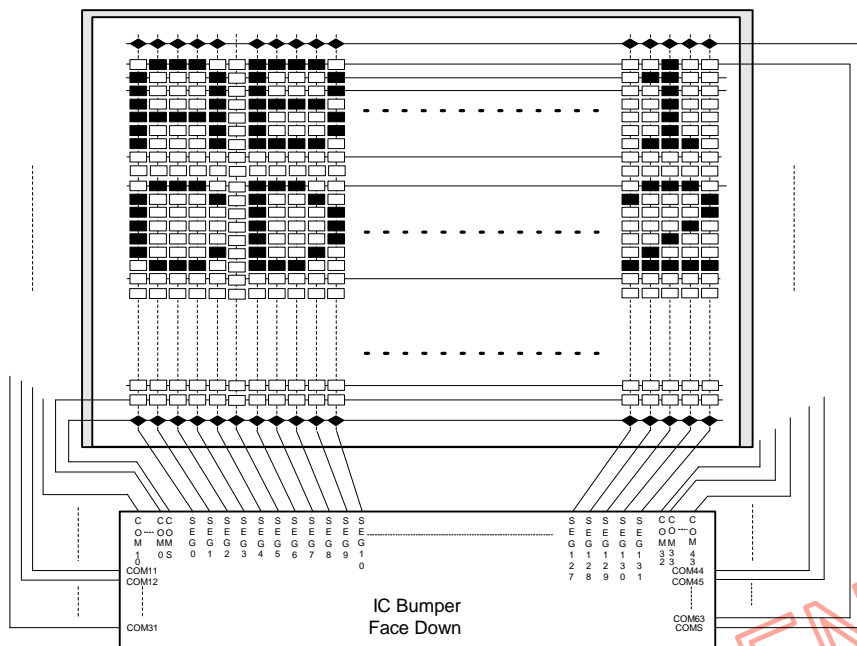 COM10
COM0
COMS
SEG0
SEG1
SEG2
SEG3
SEG4
SEG5
SEG6
SEG7
SEG8
SEG9
SEG10
SEG127
SEG128
SEG129
SEG130
SEG131
COM32
COM33
COM43
COM11
COM12
COM31
COM44
COM45
COM63
COMS
IC Bumper
Face Down